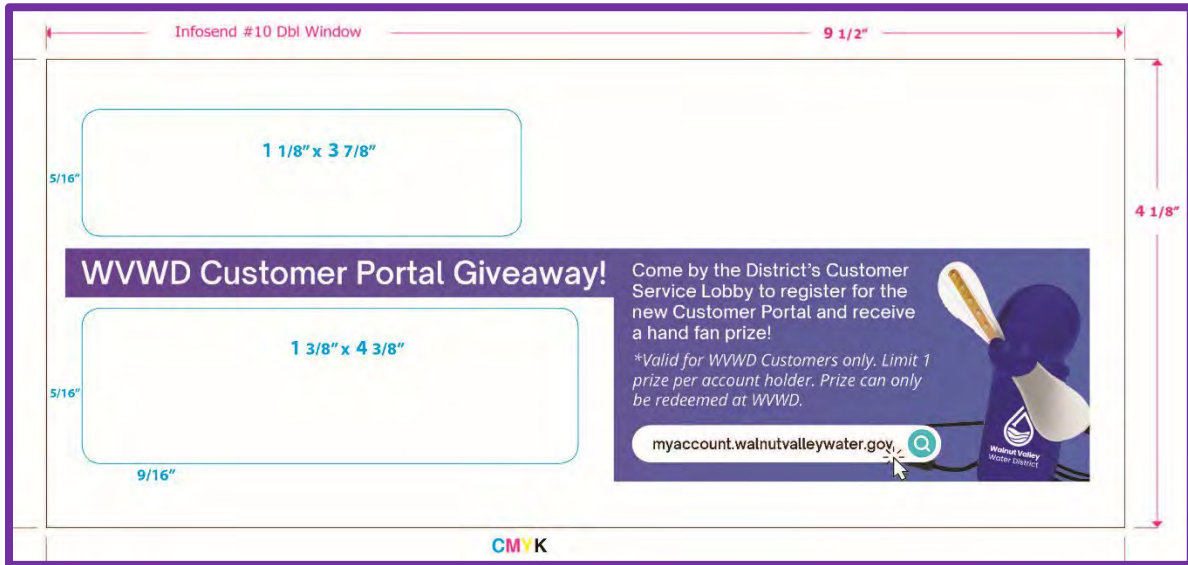 Infosend #10 Dbl Window
9 1/2"
1 1/8" x 3 7/8"
5/16"
4 1/8"
WVWD Customer Portal Giveaway!
Come by the District's Customer
Service Lobby to register for the
new Customer Portal and receive
a hand fan prize!
*Valid for WVWD Customers only. Limit 1
prize per account holder. Prize can only
be redeemed at WVWD.
myaccount.walnutvalleywater.gov
Walnut Valley
Water District
1 3/8" x 4 3/8"
5/16"
9/16"
CMYK